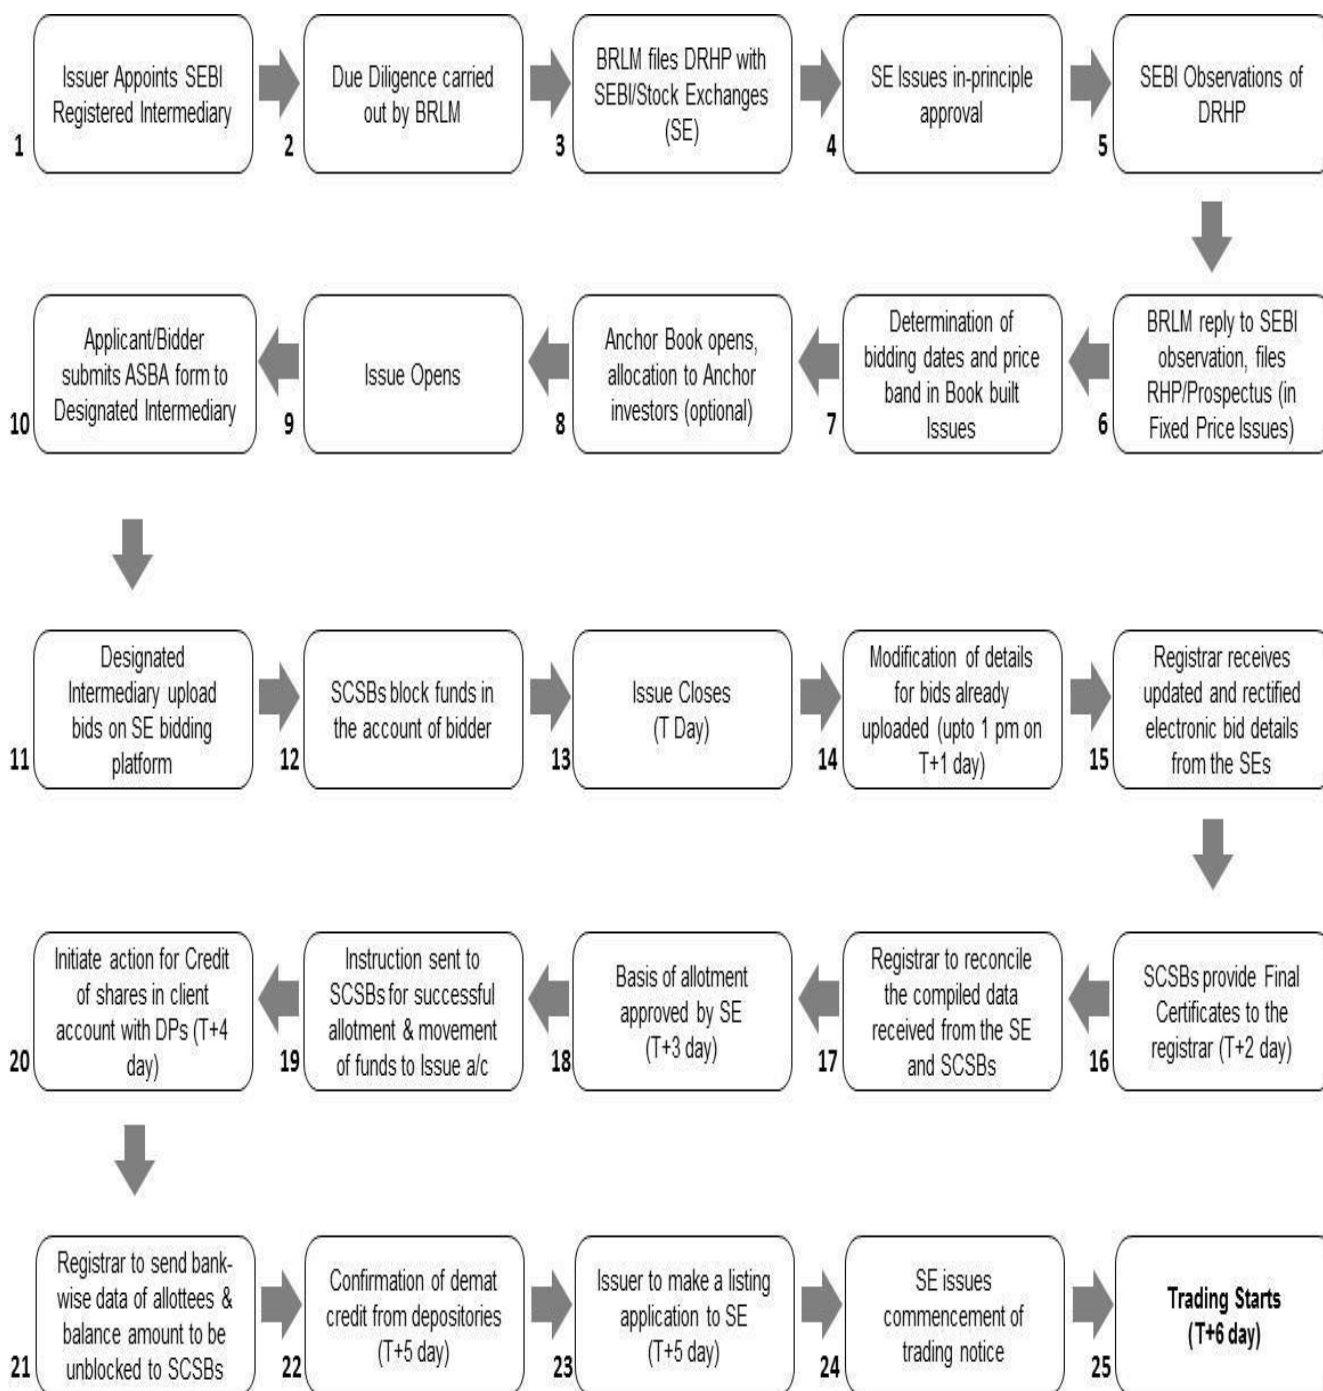 Issuer Appoints SEBI
Registered Intermediary
1
Due Diligence carried
out by BRLM
2
BRLM files DRHP with
SEBI/Stock Exchanges
(SE)
3
SE Issues in-principle
approval
4
SEBI Observations of
DRHP
5
BRLM reply to SEBI
observation, files
RHP/Prospectus (in
Fixed Price Issues)
6
Determination of
bidding dates and price
band in Book built
Issues
7
Anchor Book opens,
allocation to Anchor
investors (optional)
8
Issue Opens
9
Applicant/Bidder
submits ASBA form to
Designated Intermediary
10
Designated
Intermediary upload
bids on SE bidding
platform
11
SCSBs block funds in
the account of bidder
12
Issue Closes
(T Day)
13
Modification of details
for bids already
uploaded (upto 1 pm on
T+1 day)
14
Registrar receives
updated and rectified
electronic bid details
from the SEs
15
SCSBs provide Final
Certificates to the
registrar (T+2 day)
16
Registrar to reconcile
the compiled data
received from the SE
and SCSBs
17
Basis of allotment
approved by SE
(T+3 day)
18
Instruction sent to
SCSBs for successful
allotment & movement
of funds to Issue a/c
19
Initiate action for Credit
of shares in client
account with DPs (T+4
day)
20
Registrar to send bank-
wise data of allottees &
balance amount to be
unblocked to SCSBs
21
Confirmation of demat
credit from depositories
(T+5 day)
22
Issuer to make a listing
application to SE
(T+5 day)
23
SE issues
commencement of
trading notice
24
Trading Starts
(T+6 day)
25